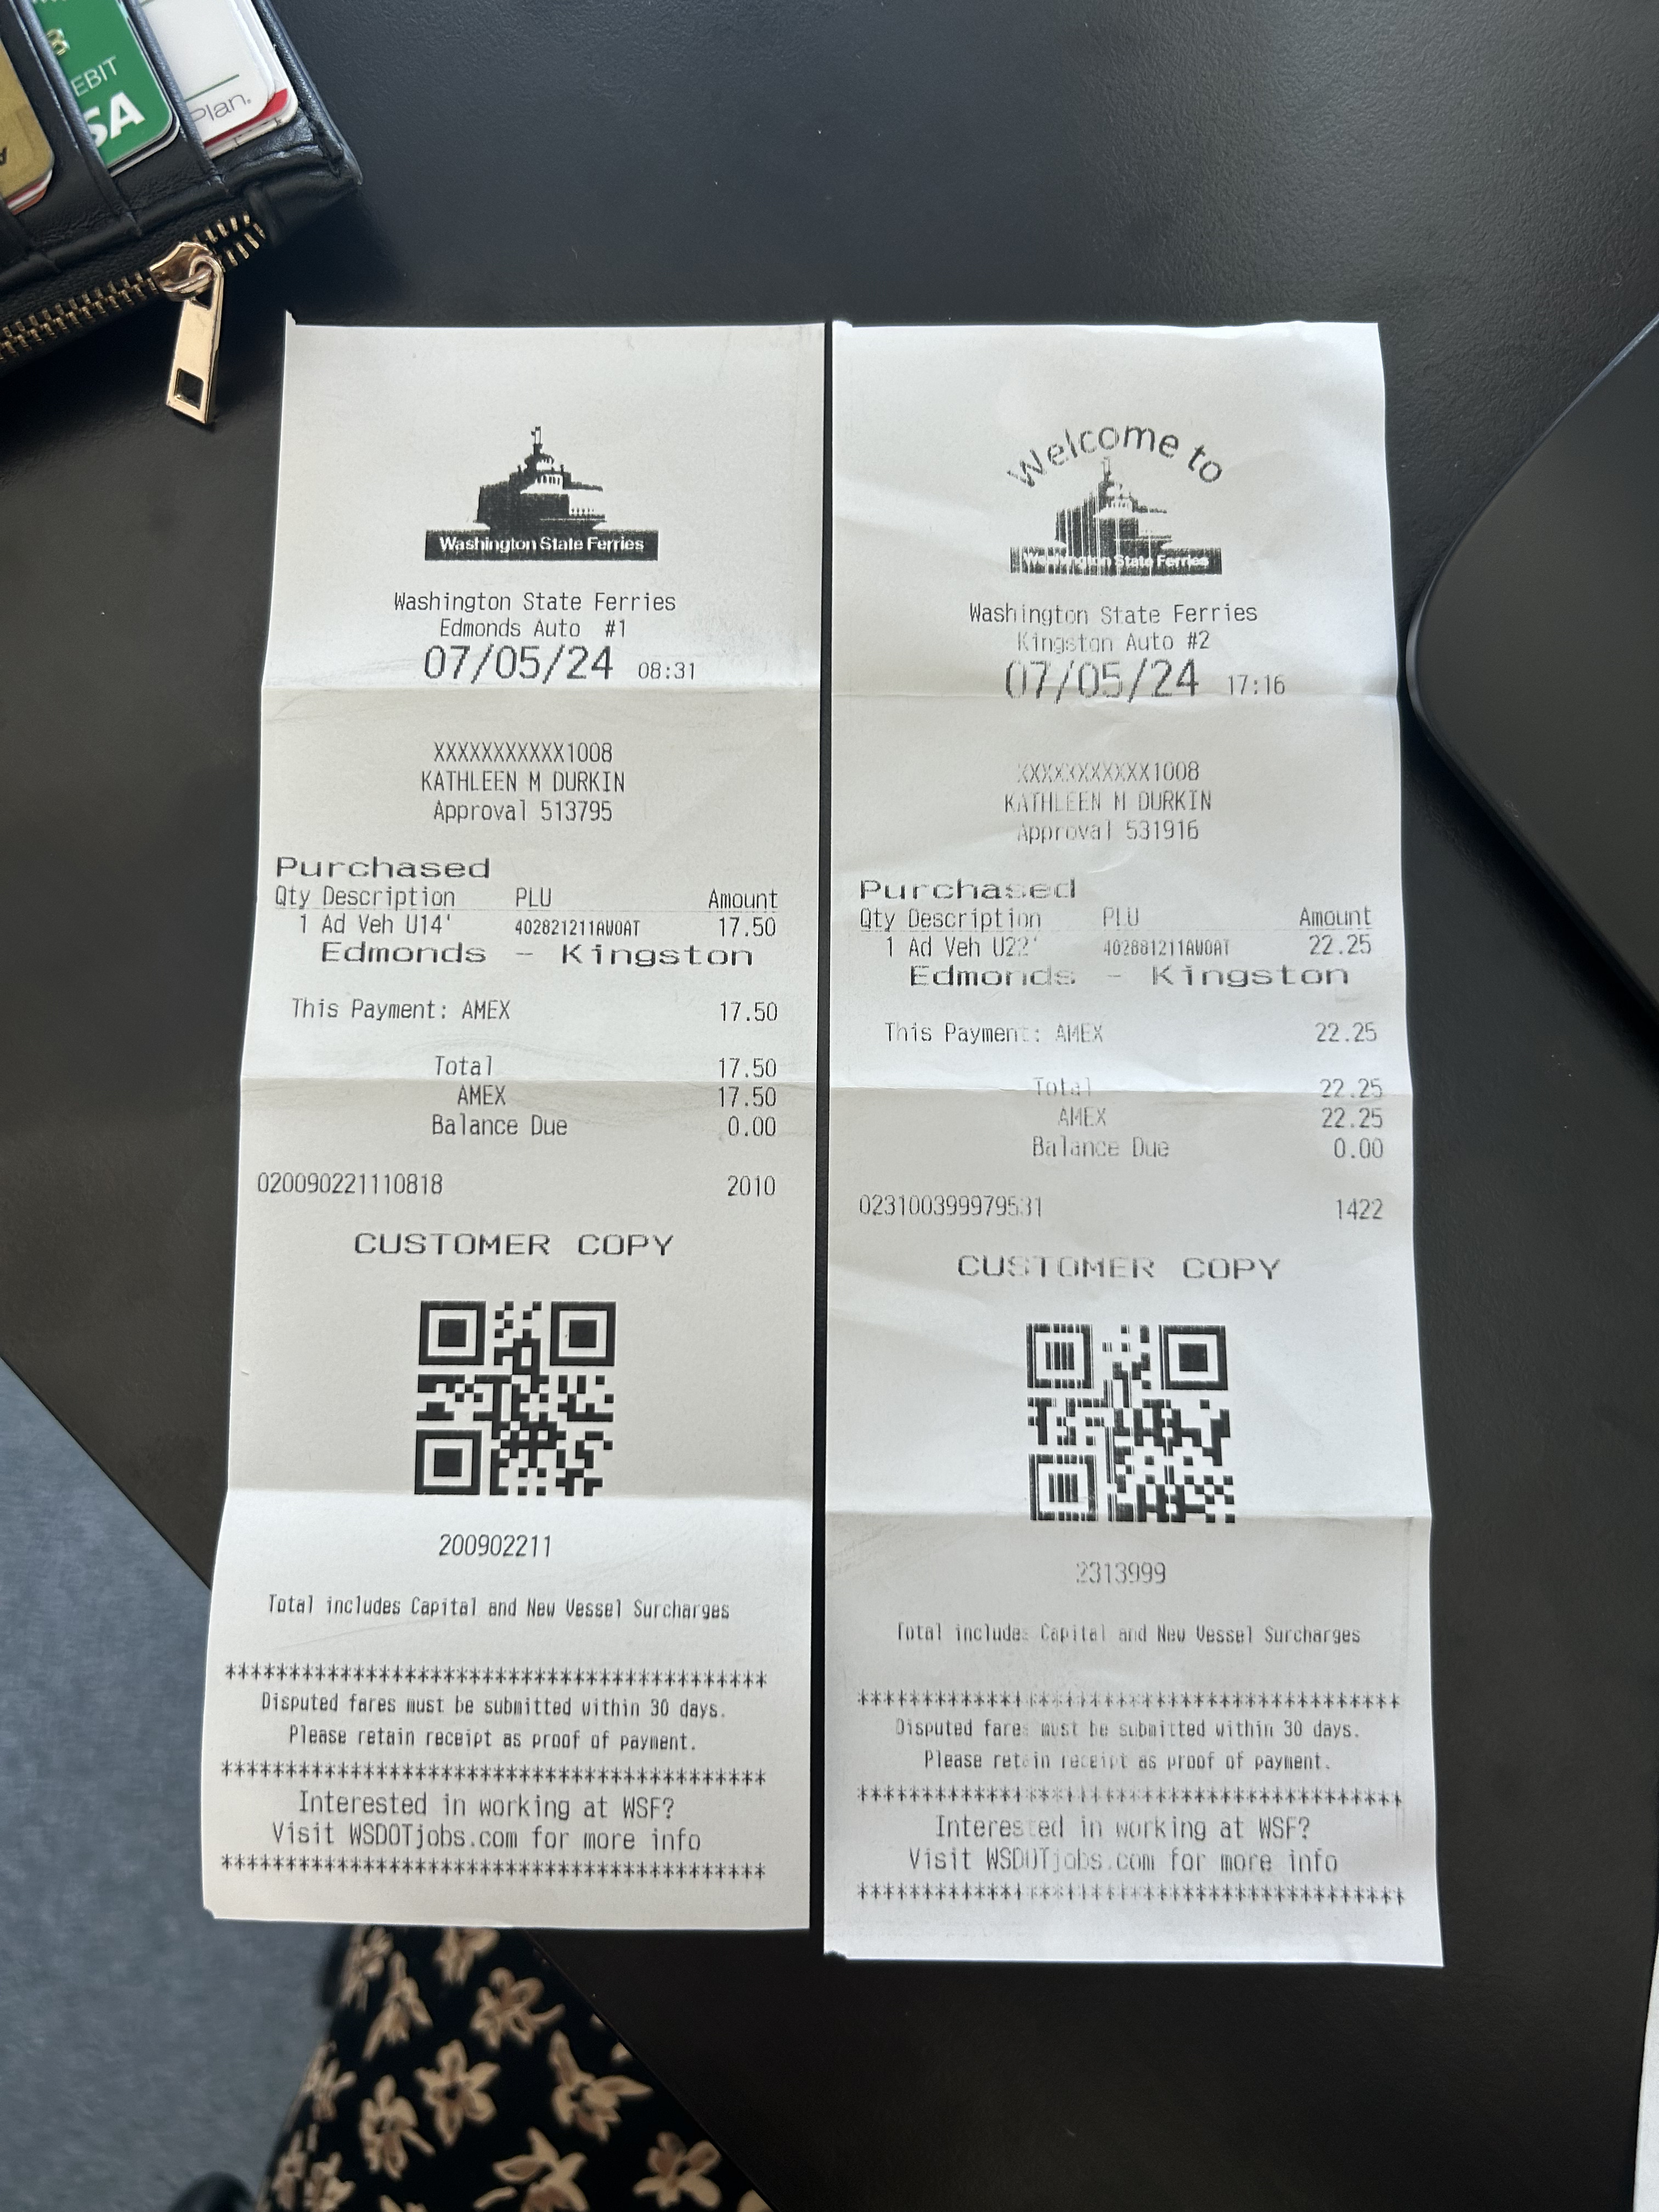 EBIT
SA
Plan.
Washington State Ferries
Washington State Ferries
Edmonds Auto #1
07/05/24 08:31
XXXXXXXXXXX1008
KATHLEEN M DURKIN
Approval 513795
Purchased
Qty Description PLU Amount
1 Ad Veh U14' 402821211AWOAT 17.50
Edmonds - Kingston
This Payment: AMEX 17.50
Total 17.50
AMEX 17.50
Balance Due 0.00
020090221110818 2010
CUSTOMER COPY
200902211
Total includes Capital and New Vessel Surcharges
******************************************
Disputed fares must be submitted within 30 days.
Please retain receipt as proof of payment.
******************************************
Interested in working at WSF?
Visit WSDOTjobs.com for more info
******************************************
Welcome to
Washington State Ferries
Washington State Ferries
Kingston Auto #2
07/05/24 17:16
XXXXXXXXXXX1008
KATHLEEN M DURKIN
Approval 531916
Purchased
Qty Description PLU Amount
1 Ad Veh U22' 402881211AWOAT 22.25
Edmonds - Kingston
This Payment: AMEX 22.25
Total 22.25
AMEX 22.25
Balance Due 0.00
023100399979531 1422
CUSTOMER COPY
2313999
Total includes Capital and New Vessel Surcharges
******************************************
Disputed fares must be submitted within 30 days.
Please retain receipt as proof of payment.
******************************************
Interested in working at WSF?
Visit WSDOTjobs.com for more info
******************************************